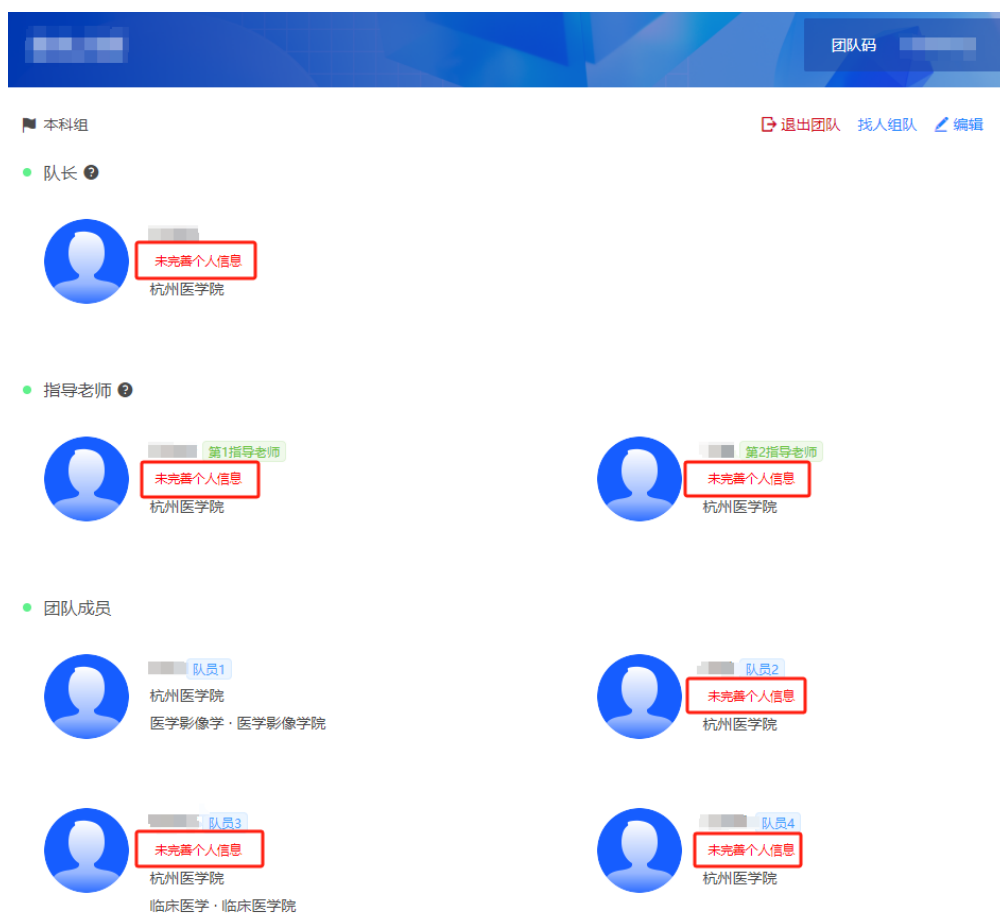 团队码
本科组
退出团队 找人组队 编辑
队长
未完善个人信息
杭州医学院
指导老师
第1指导老师
未完善个人信息
杭州医学院
第2指导老师
未完善个人信息
杭州医学院
团队成员
队员1
杭州医学院
医学影像学 · 医学影像学院
队员2
未完善个人信息
杭州医学院
队员3
未完善个人信息
杭州医学院
临床医学 · 临床医学院
队员4
未完善个人信息
杭州医学院